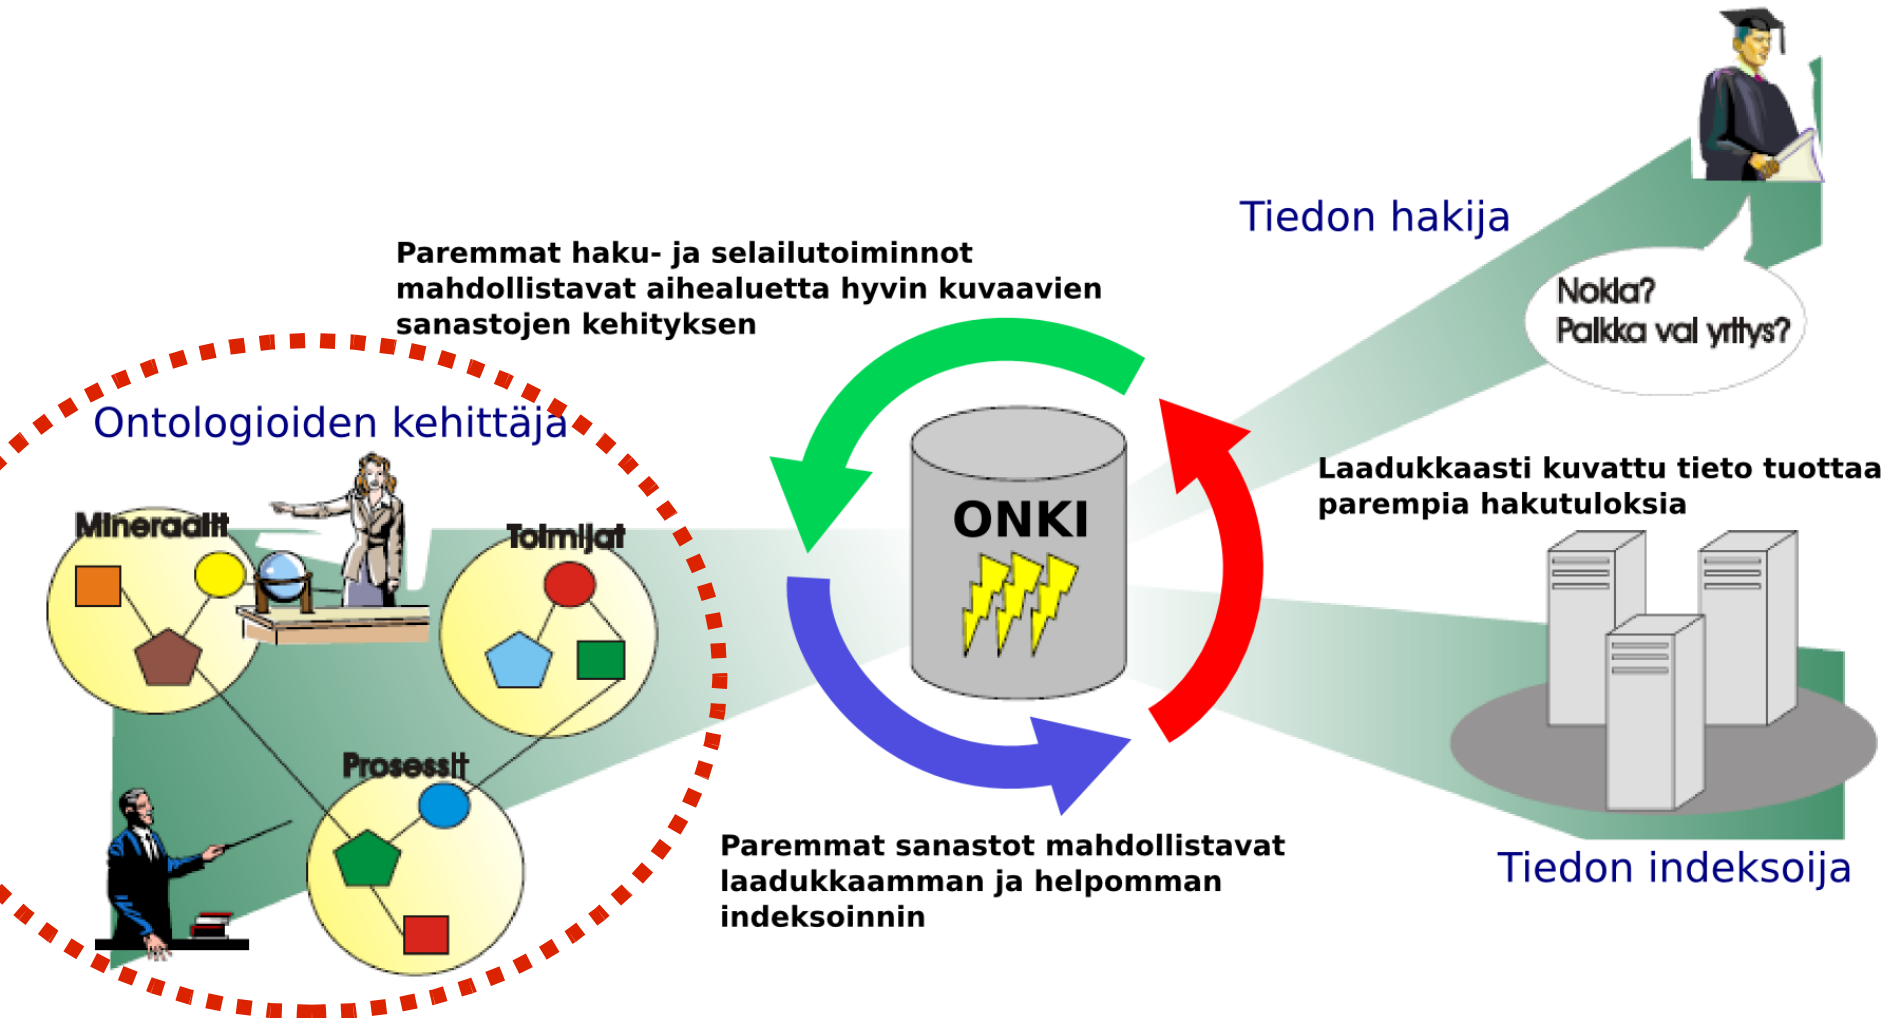 Tiedon hakija
Paremmat haku- ja selailutoiminnot
mahdollistavat aihealuetta hyvin kuvaavien
sanastojen kehityksen
Nokia?
Paikka vai yritys?
Ontologioiden kehittäjä
Laadukkaasti kuvattu tieto tuottaa
parempia hakutuloksia
ONKI
Mineraalit
Toimijat
Prosessit
Paremmat sanastot mahdollistavat
laadukkaamman ja helpomman
indeksoinnin
Tiedon indeksoija